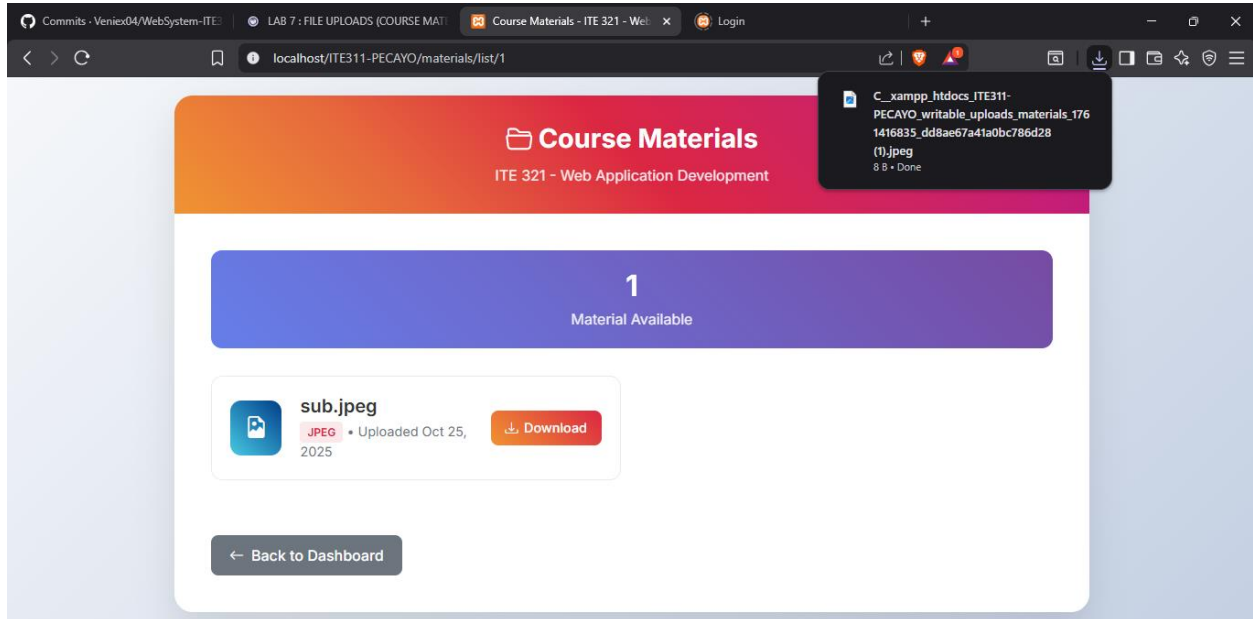 Commits · Veniex04/WebSystem-ITE3
LAB 7 : FILE UPLOADS (COURSE MATI
Course Materials - ITE 321 - Web
Login
localhost/ITE311-PECAYO/materials/list/1
C__xampp_htdocs_ITE311-
PECAYO_writable_uploads_materials_176
1416835_dd8ae67a41a0bc786d28
(1).jpeg
8 B • Done
Course Materials
ITE 321 - Web Application Development
1
Material Available
sub.jpeg
JPEG • Uploaded Oct 25,
2025
Download
← Back to Dashboard